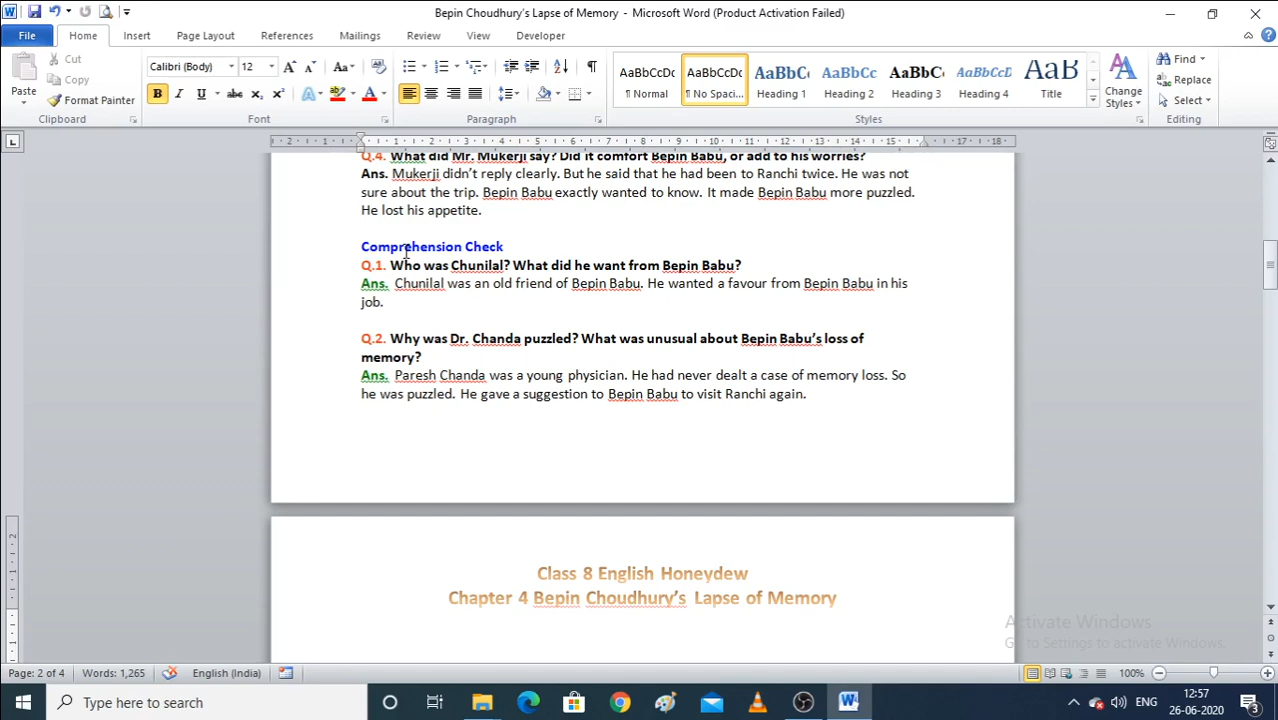 Bepin Choudhury's Lapse of Memory - Microsoft Word (Product Activation Failed)
File Home Insert Page Layout References Mailings Review View Developer
Paste Cut Copy Format Painter Clipboard
Calibri (Body) 12 Font
Paragraph
AaBbCcDc ¶ Normal AaBbCcDc ¶ No Spaci... AaBbCc Heading 1 AaBbCc Heading 2 AaBbCc Heading 3 AaBbCcD Heading 4 AaB Title Change Styles Styles
Find Replace Select Editing
Q.4. What did Mr. Mukerji say? Did it comfort Bepin Babu, or add to his worries?
Ans. Mukerji didn't reply clearly. But he said that he had been to Ranchi twice. He was not
sure about the trip. Bepin Babu exactly wanted to know. It made Bepin Babu more puzzled.
He lost his appetite.
Comprehension Check
Q.1. Who was Chunilal? What did he want from Bepin Babu?
Ans. Chunilal was an old friend of Bepin Babu. He wanted a favour from Bepin Babu in his
job.
Q.2. Why was Dr. Chanda puzzled? What was unusual about Bepin Babu's loss of
memory?
Ans. Paresh Chanda was a young physician. He had never dealt a case of memory loss. So
he was puzzled. He gave a suggestion to Bepin Babu to visit Ranchi again.
Class 8 English Honeydew
Chapter 4 Bepin Choudhury's Lapse of Memory
Activate Windows
Go to Settings to activate Windows.
Page: 2 of 4 Words: 1,265 English (India) 100%
Type here to search ENG 12:57
26-06-2020 3